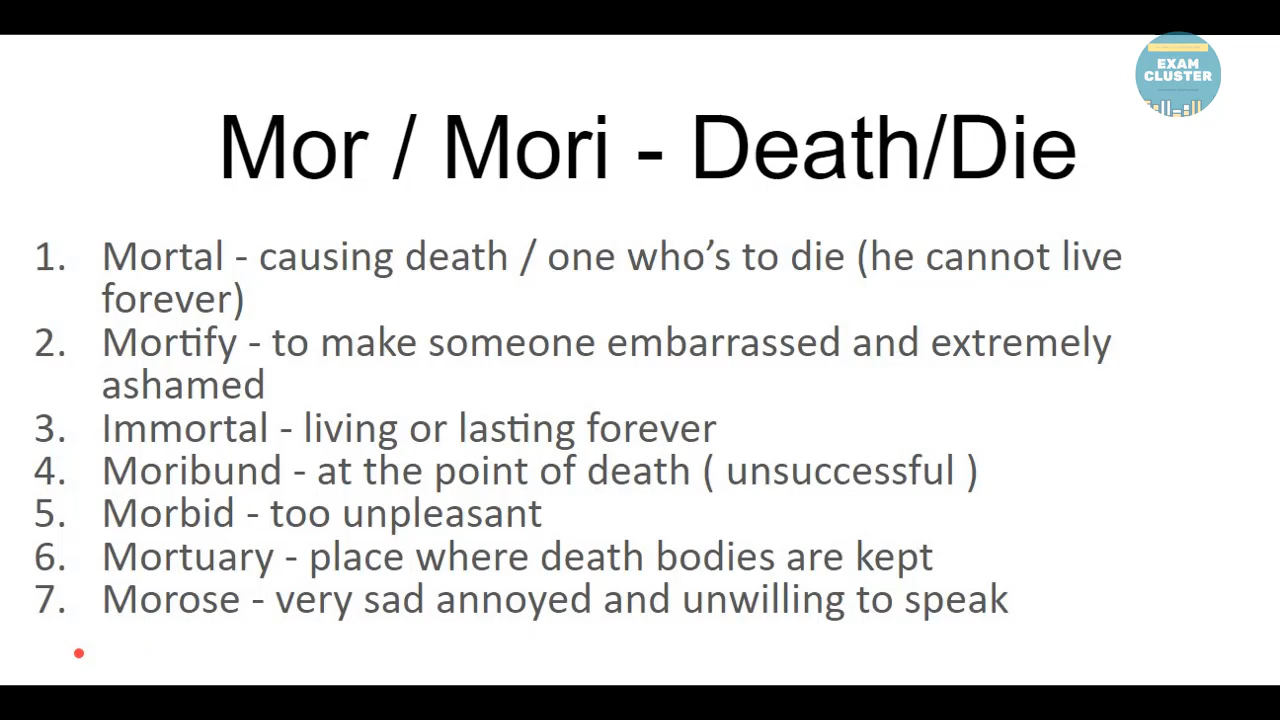 EXAM
CLUSTER
Mor / Mori - Death/Die
1. Mortal - causing death / one who’s to die (he cannot live
forever)
2. Mortify - to make someone embarrassed and extremely
ashamed
3. Immortal - living or lasting forever
4. Moribund - at the point of death ( unsuccessful )
5. Morbid - too unpleasant
6. Mortuary - place where death bodies are kept
7. Morose - very sad annoyed and unwilling to speak